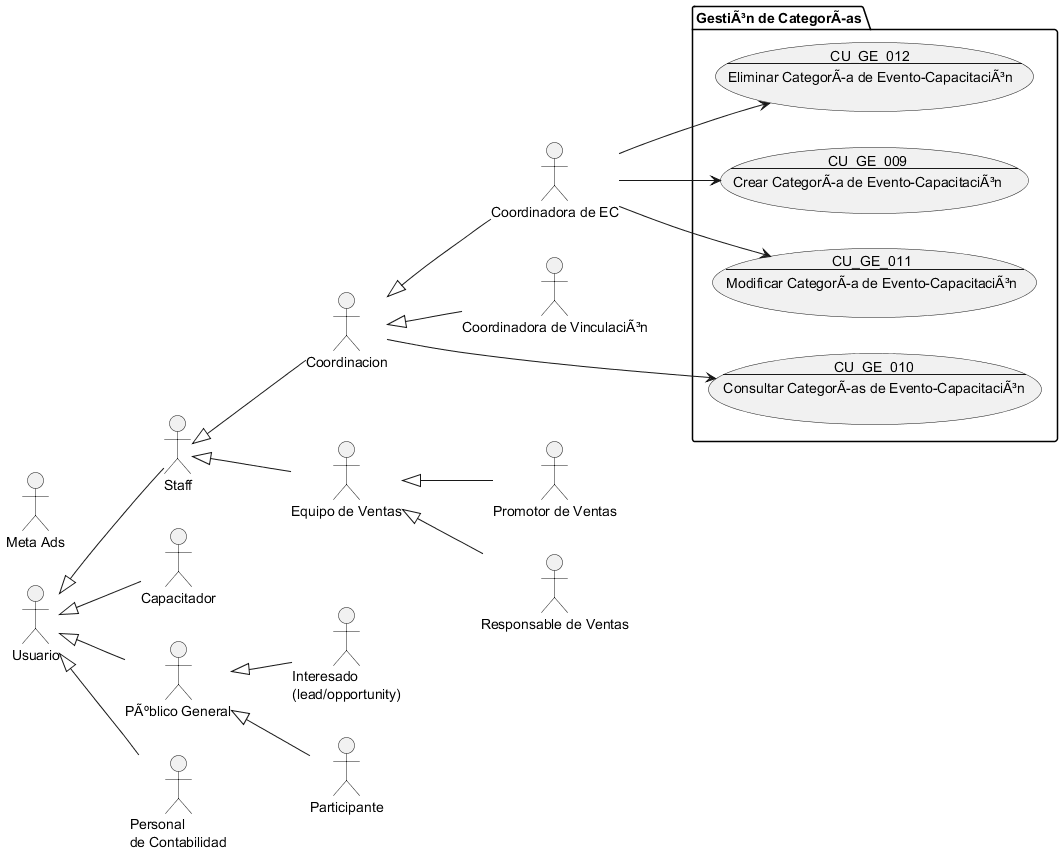 GestiÃ³n de CategorÃ-as
CU_GE_012
Eliminar CategorÃ-a de Evento-CapacitaciÃ³n
CU_GE_009
Crear CategorÃ-a de Evento-CapacitaciÃ³n
Coordinadora de EC
CU_GE_011
Modificar CategorÃ-a de Evento-CapacitaciÃ³n
Coordinadora de VinculaciÃ³n
Coordinacion
CU_GE_010
Consultar CategorÃ-as de Evento-CapacitaciÃ³n
Staff
Equipo de Ventas
Promotor de Ventas
Meta Ads
Capacitador
Responsable de Ventas
Usuario
Interesado
(lead/opportunity)
PÃºblico General
Participante
Personal
de Contabilidad